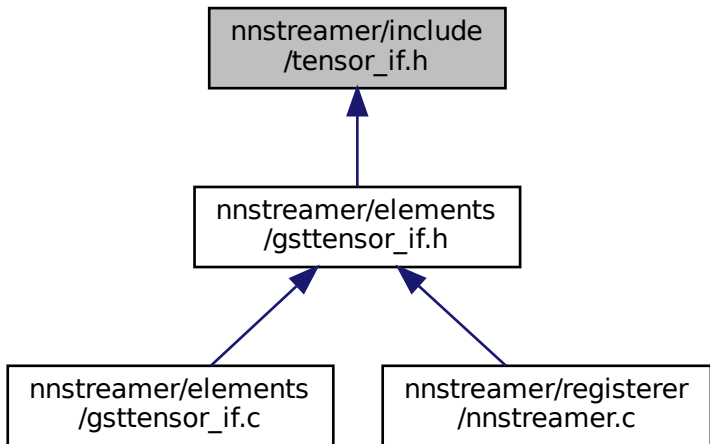 nnstreamer/include
/tensor_if.h
nnstreamer/elements
/gsttensor_if.h
nnstreamer/elements
/gsttensor_if.c
nnstreamer/registerer
/nnstreamer.c